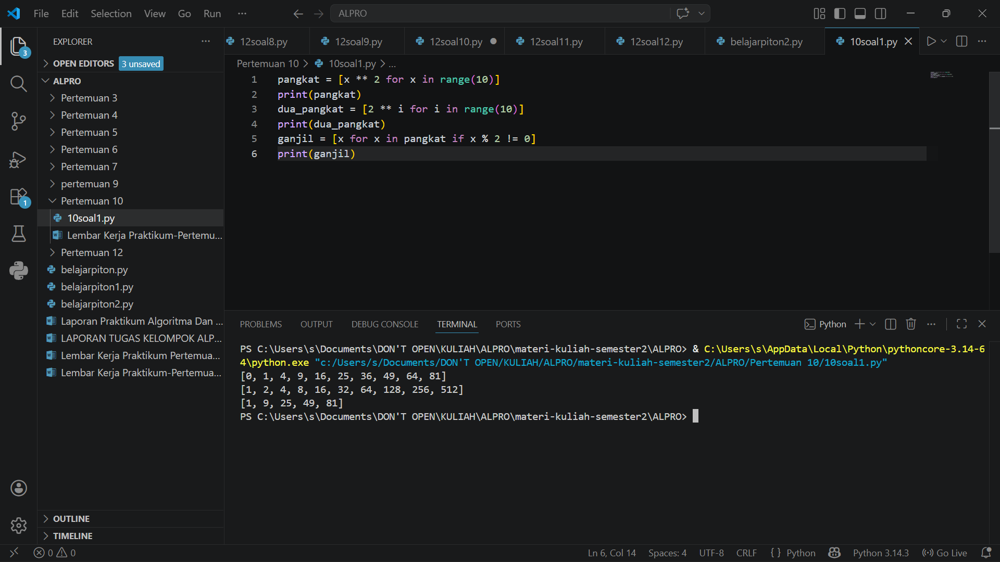 File Edit Selection View Go Run ···
ALPRO
EXPLORER ···
OPEN EDITORS 3 unsaved
ALPRO
Pertemuan 3
Pertemuan 4
Pertemuan 5
Pertemuan 6
Pertemuan 7
pertemuan 9
Pertemuan 10
10soal1.py
Lembar Kerja Praktikum-Pertemu...
Pertemuan 12
belajarpiton.py
belajarpiton1.py
belajarpiton2.py
Laporan Praktikum Algoritma Dan ...
LAPORAN TUGAS KELOMPOK ALP...
Lembar Kerja Praktikum Pertemua...
Lembar Kerja Praktikum-Pertemua...
OUTLINE
TIMELINE
3
1
12soal8.py 12soal9.py 12soal10.py 12soal11.py 12soal12.py belajarpiton2.py 10soal1.py
Pertemuan 10 > 10soal1.py > ...
1 pangkat = [x ** 2 for x in range(10)]
2 print(pangkat)
3 dua_pangkat = [2 ** i for i in range(10)]
4 print(dua_pangkat)
5 ganjil = [x for x in pangkat if x % 2 != 0]
6 print(ganjil)
PROBLEMS OUTPUT DEBUG CONSOLE TERMINAL PORTS
Python
PS C:\Users\s\Documents\DON'T OPEN\KULIAH\ALPRO\materi-kuliah-semester2\ALPRO> & C:\Users\s\AppData\Local\Python\pythoncore-3.14-6
4\python.exe "c:/Users/s/Documents/DON'T OPEN/KULIAH/ALPRO/materi-kuliah-semester2/ALPRO/Pertemuan 10/10soal1.py"
[0, 1, 4, 9, 16, 25, 36, 49, 64, 81]
[1, 2, 4, 8, 16, 32, 64, 128, 256, 512]
[1, 9, 25, 49, 81]
PS C:\Users\s\Documents\DON'T OPEN\KULIAH\ALPRO\materi-kuliah-semester2\ALPRO>
0 0
Ln 6, Col 14 Spaces: 4 UTF-8 CRLF { } Python Python 3.14.3 Go Live